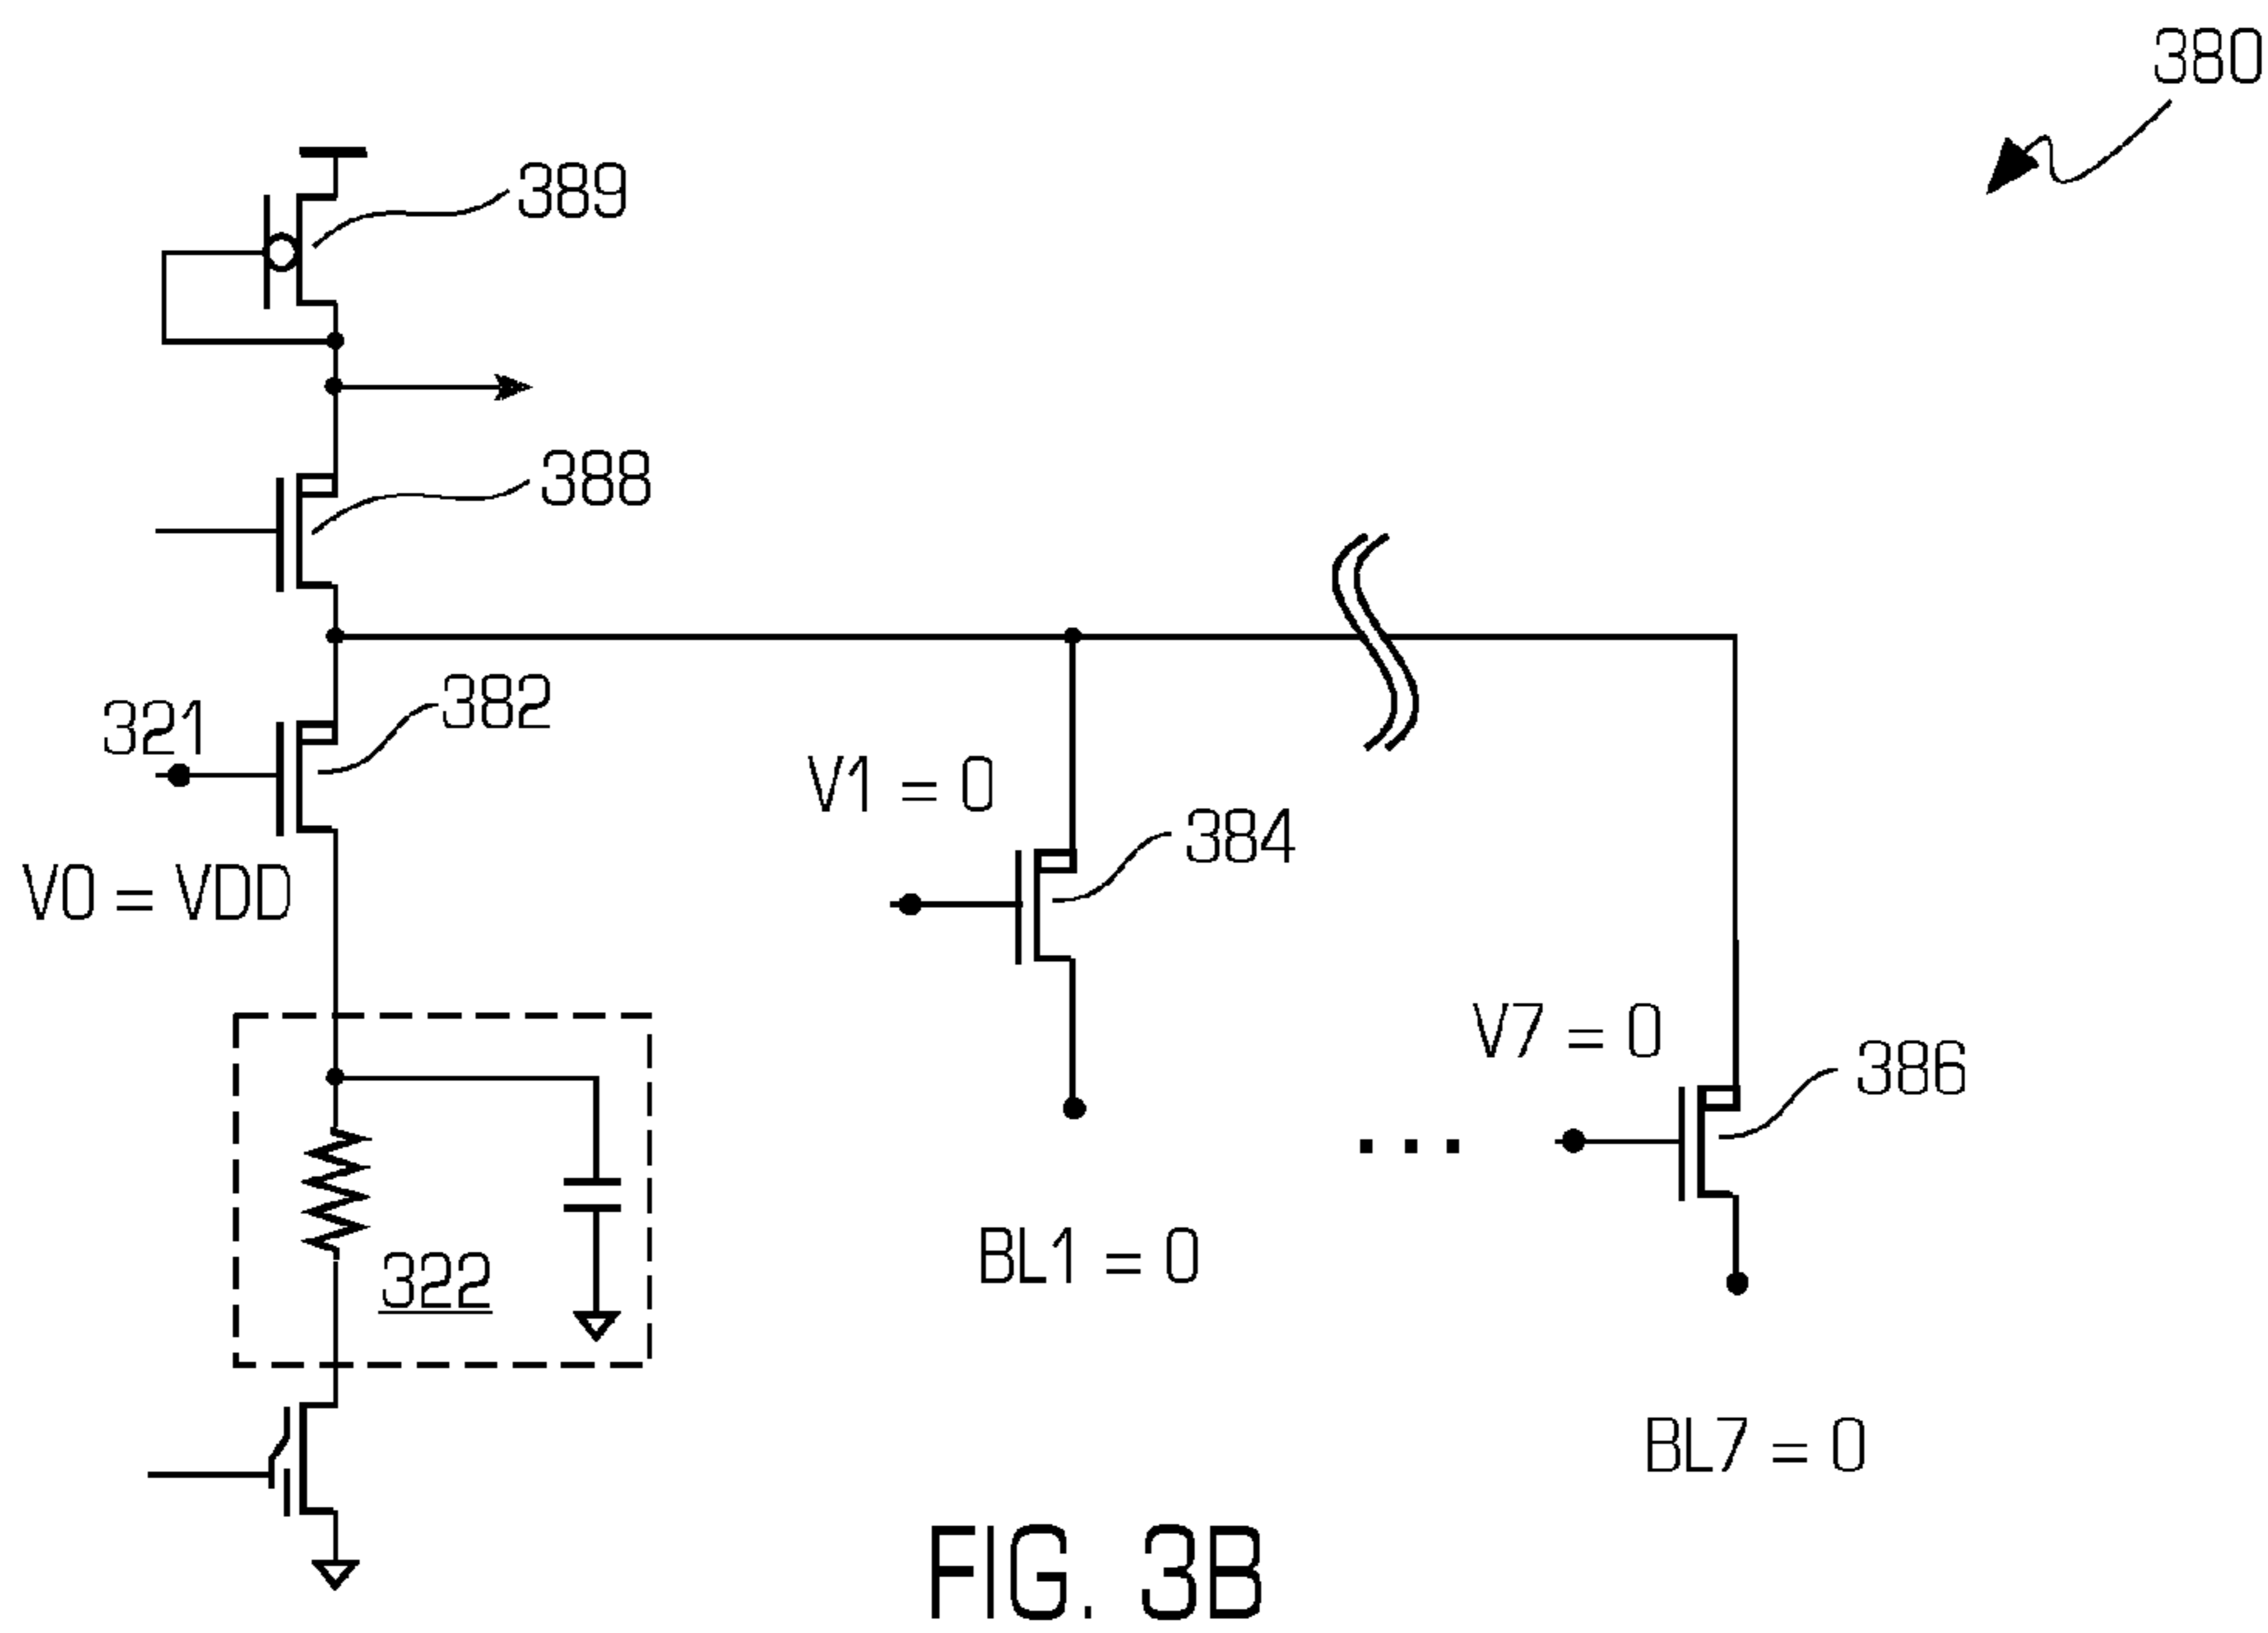 380
389
388
382
321
V1 = 0
384
V0 = VDD
V7 = 0
386
322
BL1 = 0
BL7 = 0
FIG. 3B